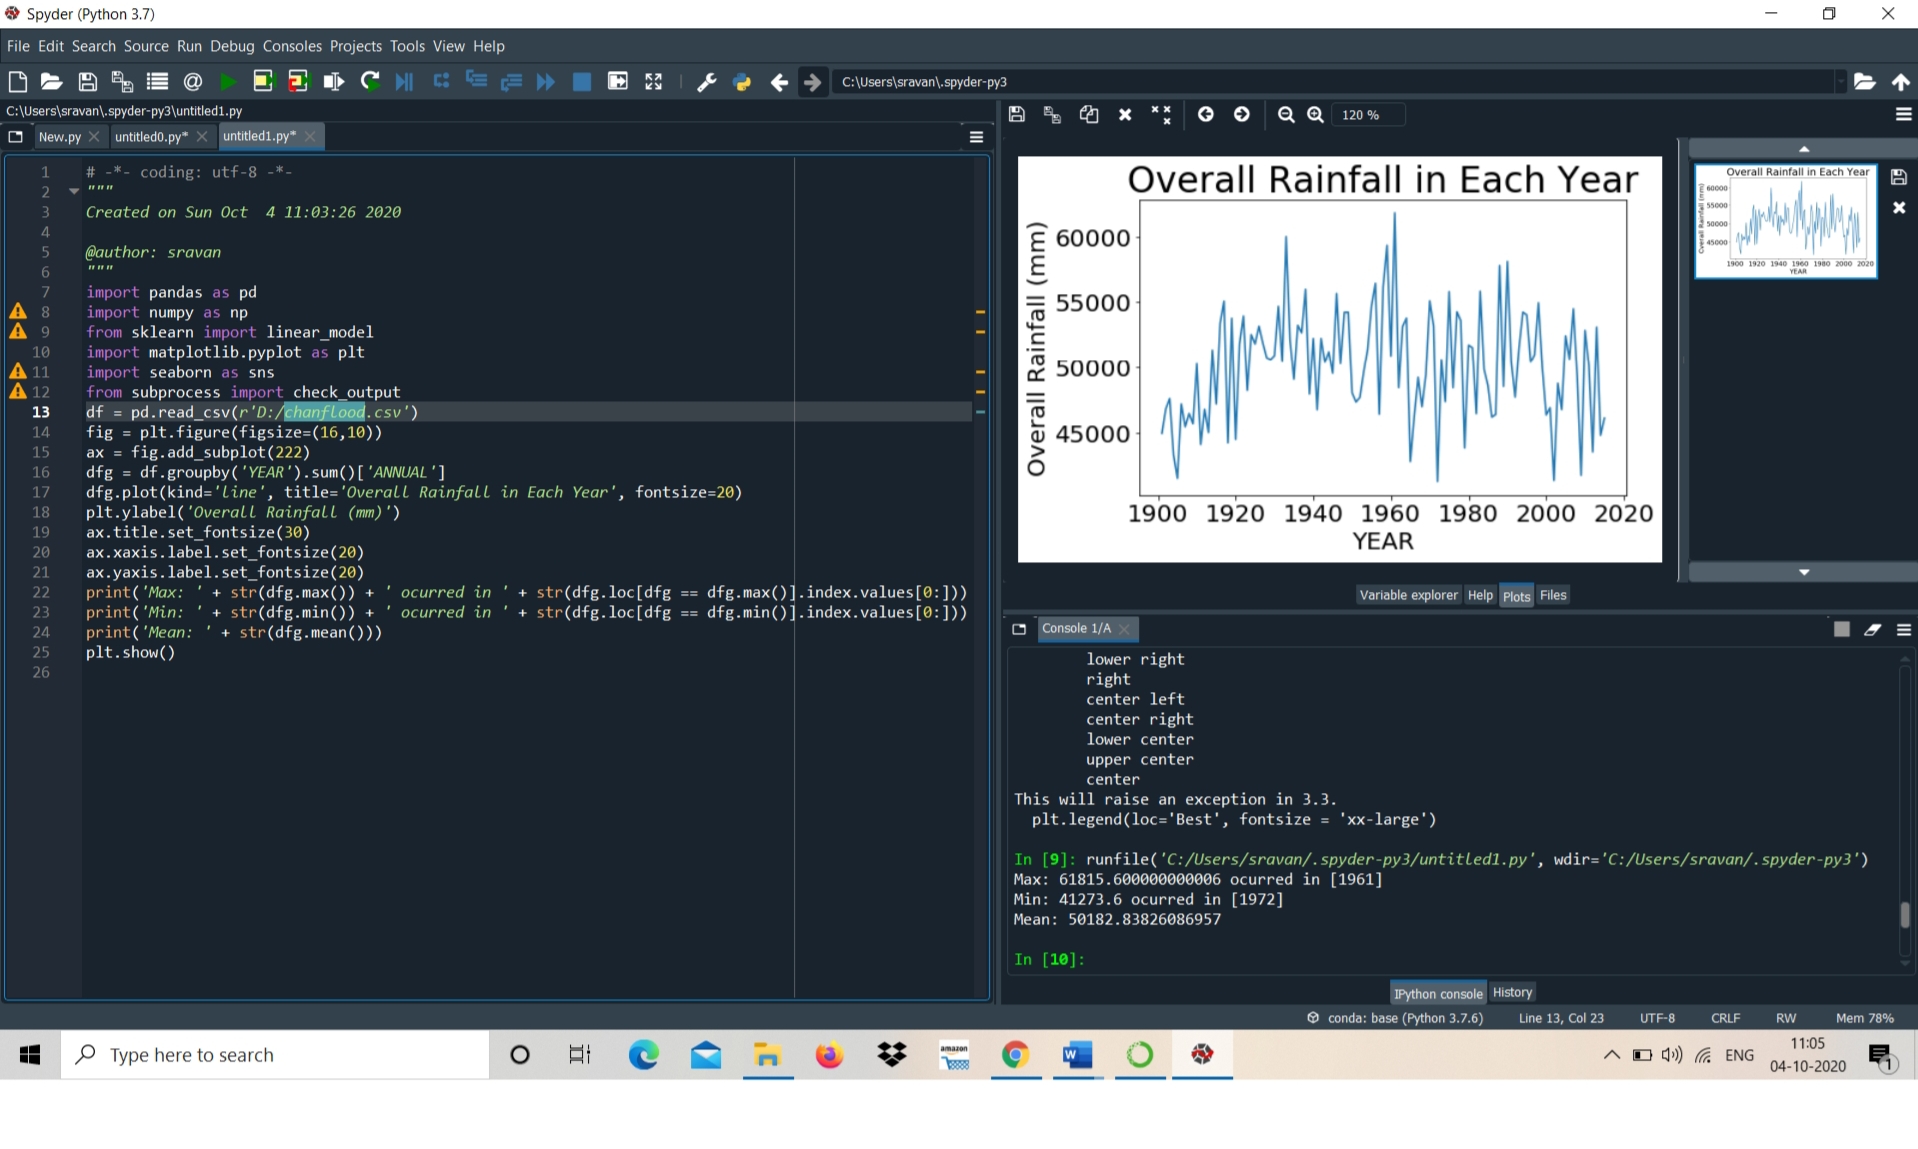 Spyder (Python 3.7)
File Edit Search Source Run Debug Consoles Projects Tools View Help
C:\Users\sravan\.spyder-py3
C:\Users\sravan\.spyder-py3\untitled1.py
New.py untitled0.py* untitled1.py*
1 # -*- coding: utf-8 -*-
2 """
3 Created on Sun Oct  4 11:03:26 2020
4
5 @author: sravan
6 """
7 import pandas as pd
8 import numpy as np
9 from sklearn import linear_model
10 import matplotlib.pyplot as plt
11 import seaborn as sns
12 from subprocess import check_output
13 df = pd.read_csv(r'D:/chanflood.csv')
14 fig = plt.figure(figsize=(16,10))
15 ax = fig.add_subplot(222)
16 dfg = df.groupby('YEAR').sum()['ANNUAL']
17 dfg.plot(kind='line', title='Overall Rainfall in Each Year', fontsize=20)
18 plt.ylabel('Overall Rainfall (mm)')
19 ax.title.set_fontsize(30)
20 ax.xaxis.label.set_fontsize(20)
21 ax.yaxis.label.set_fontsize(20)
22 print('Max: ' + str(dfg.max()) + ' ocurred in ' + str(dfg.loc[dfg == dfg.max()].index.values[0:]))
23 print('Min: ' + str(dfg.min()) + ' ocurred in ' + str(dfg.loc[dfg == dfg.min()].index.values[0:]))
24 print('Mean: ' + str(dfg.mean()))
25 plt.show()
26
120 %
Overall Rainfall in Each Year
Overall Rainfall (mm)
60000
55000
50000
45000
1900 1920 1940 1960 1980 2000 2020
YEAR
Overall Rainfall in Each Year
Overall Rainfall (mm)
60000
55000
50000
45000
1900 1920 1940 1960 1980 2000 2020
YEAR
Variable explorer Help Plots Files
Console 1/A
lower right
right
center left
center right
lower center
upper center
center
This will raise an exception in 3.3.
plt.legend(loc='Best', fontsize = 'xx-large')
In [9]: runfile('C:/Users/sravan/.spyder-py3/untitled1.py', wdir='C:/Users/sravan/.spyder-py3')
Max: 61815.600000000006 ocurred in [1961]
Min: 41273.6 ocurred in [1972]
Mean: 50182.83826086957
In [10]:
IPython console History
conda: base (Python 3.7.6) Line 13, Col 23 UTF-8 CRLF RW Mem 78%
Type here to search
amazon
W
ENG
11:05
04-10-2020
1